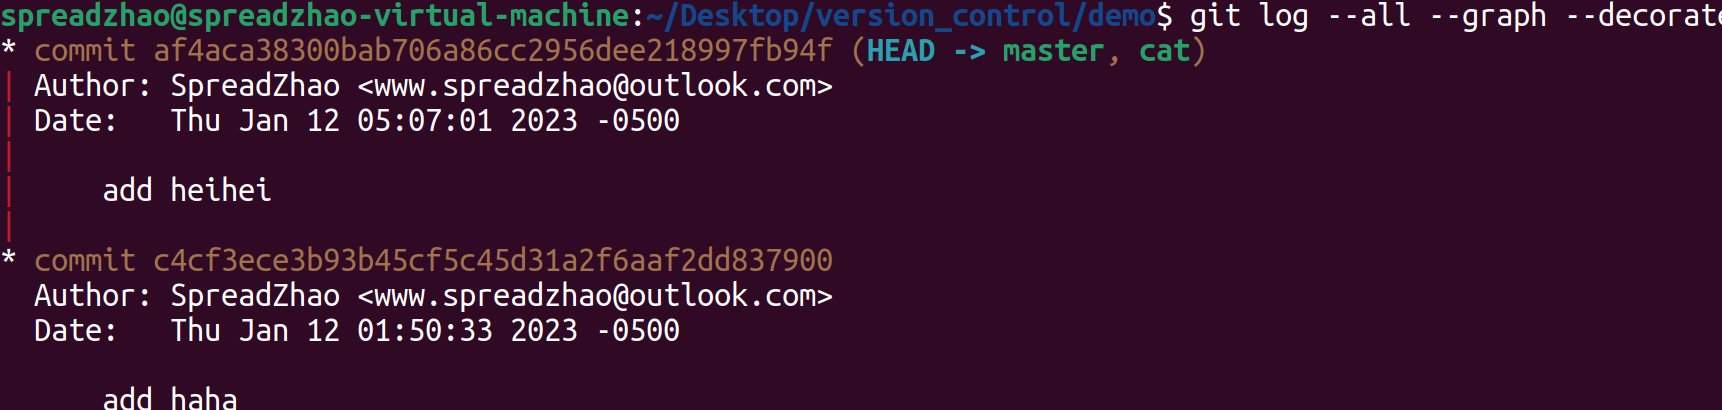 spreadzhao@spreadzhao-virtual-machine:~/Desktop/version_control/demo$ git log --all --graph --decorate
* commit af4aca38300bab706a86cc2956dee218997fb94f (HEAD -> master, cat)
| Author: SpreadZhao <www.spreadzhao@outlook.com>
| Date:   Thu Jan 12 05:07:01 2023 -0500
|
|     add heihei
|
* commit c4cf3ece3b93b45cf5c45d31a2f6aaf2dd837900
  Author: SpreadZhao <www.spreadzhao@outlook.com>
  Date:   Thu Jan 12 01:50:33 2023 -0500
      add haha